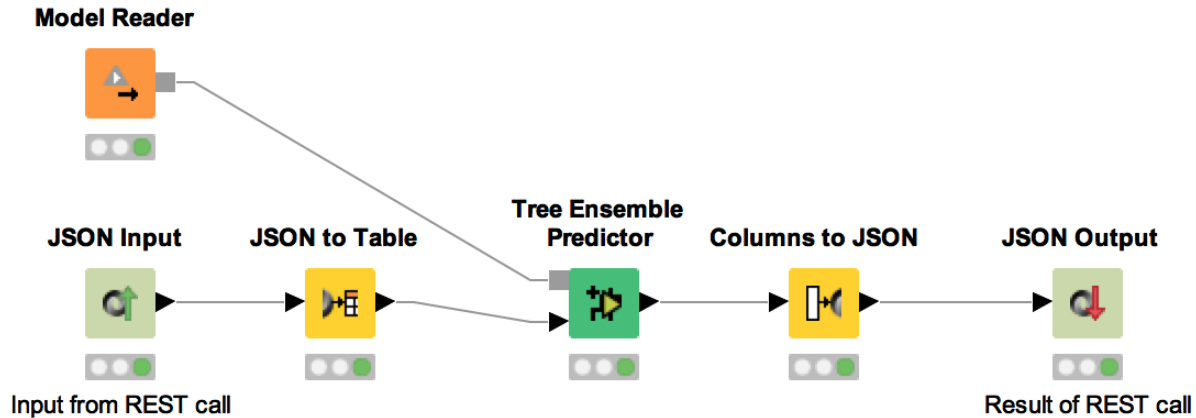 Model Reader
JSON Input
JSON to Table
Tree Ensemble
Predictor
Columns to JSON
JSON Output
Input from REST call
Result of REST call